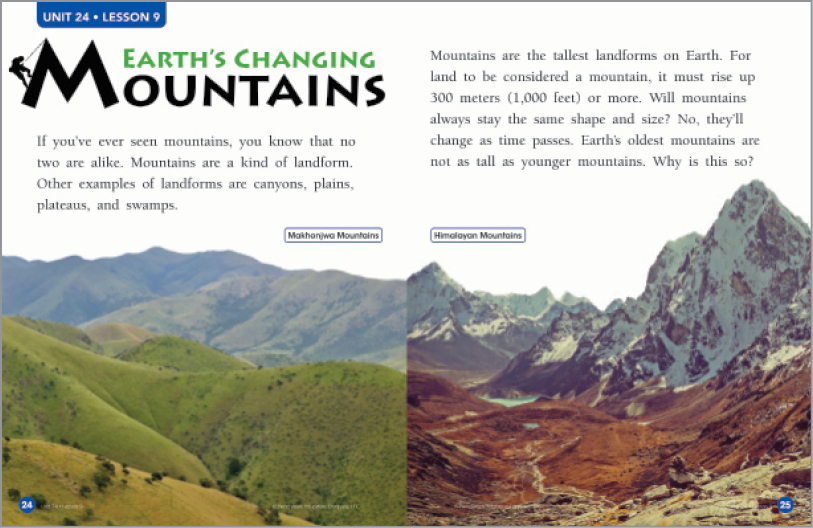 UNIT 24 • LESSON 9
EARTH'S CHANGING
MOUNTAINS
If you've ever seen mountains, you know that no
two are alike. Mountains are a kind of landform.
Other examples of landforms are canyons, plains,
plateaus, and swamps.
Makhonjwa Mountains
Mountains are the tallest landforms on Earth. For
land to be considered a mountain, it must rise up
300 meters (1,000 feet) or more. Will mountains
always stay the same shape and size? No, they'll
change as time passes. Earth's oldest mountains are
not as tall as younger mountains. Why is this so?
Himalayan Mountains
24
25